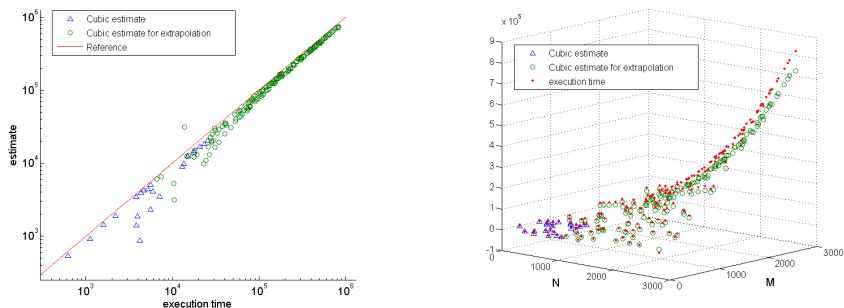 Cubic estimate
Cubic estimate for extrapolation
Reference
10^6
10^5
10^4
10^3
estimate
10^3
10^4
10^5
10^6
execution time
x 10^5
9
8
7
6
5
4
3
2
1
0
-1
Cubic estimate
Cubic estimate for extrapolation
execution time
1000
2000
3000
N
0
1000
2000
3000
M